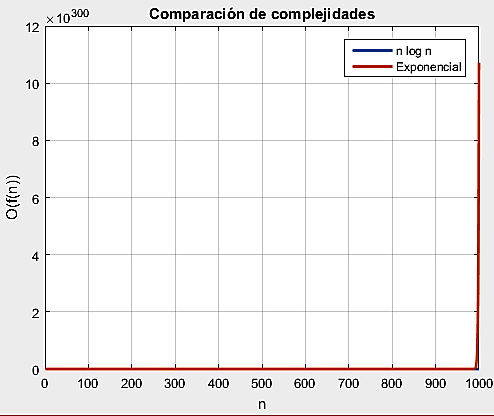 Comparación de complejidades
×10^300
n log n
Exponencial
12
10
8
6
4
2
0
O(f(n))
0 100 200 300 400 500 600 700 800 900 1000
n